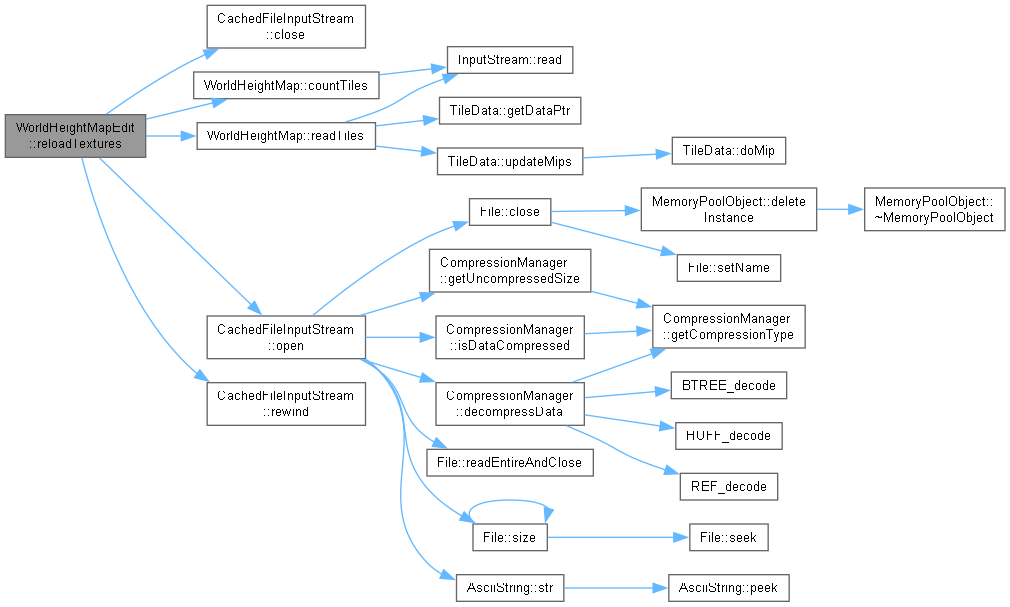 WorldHeightMapEdit
::reloadTextures
CachedFileInputStream
::close
WorldHeightMap::countTiles
WorldHeightMap::readTiles
InputStream::read
TileData::getDataPtr
TileData::updateMips
TileData::doMip
CachedFileInputStream
::open
File::close
MemoryPoolObject::delete
Instance
MemoryPoolObject::
~MemoryPoolObject
File::setName
CompressionManager
::getUncompressedSize
CompressionManager
::isDataCompressed
CompressionManager
::getCompressionType
CompressionManager
::decompressData
BTREE_decode
HUFF_decode
REF_decode
File::readEntireAndClose
File::size
File::seek
AsciiString::str
AsciiString::peek
CachedFileInputStream
::rewind